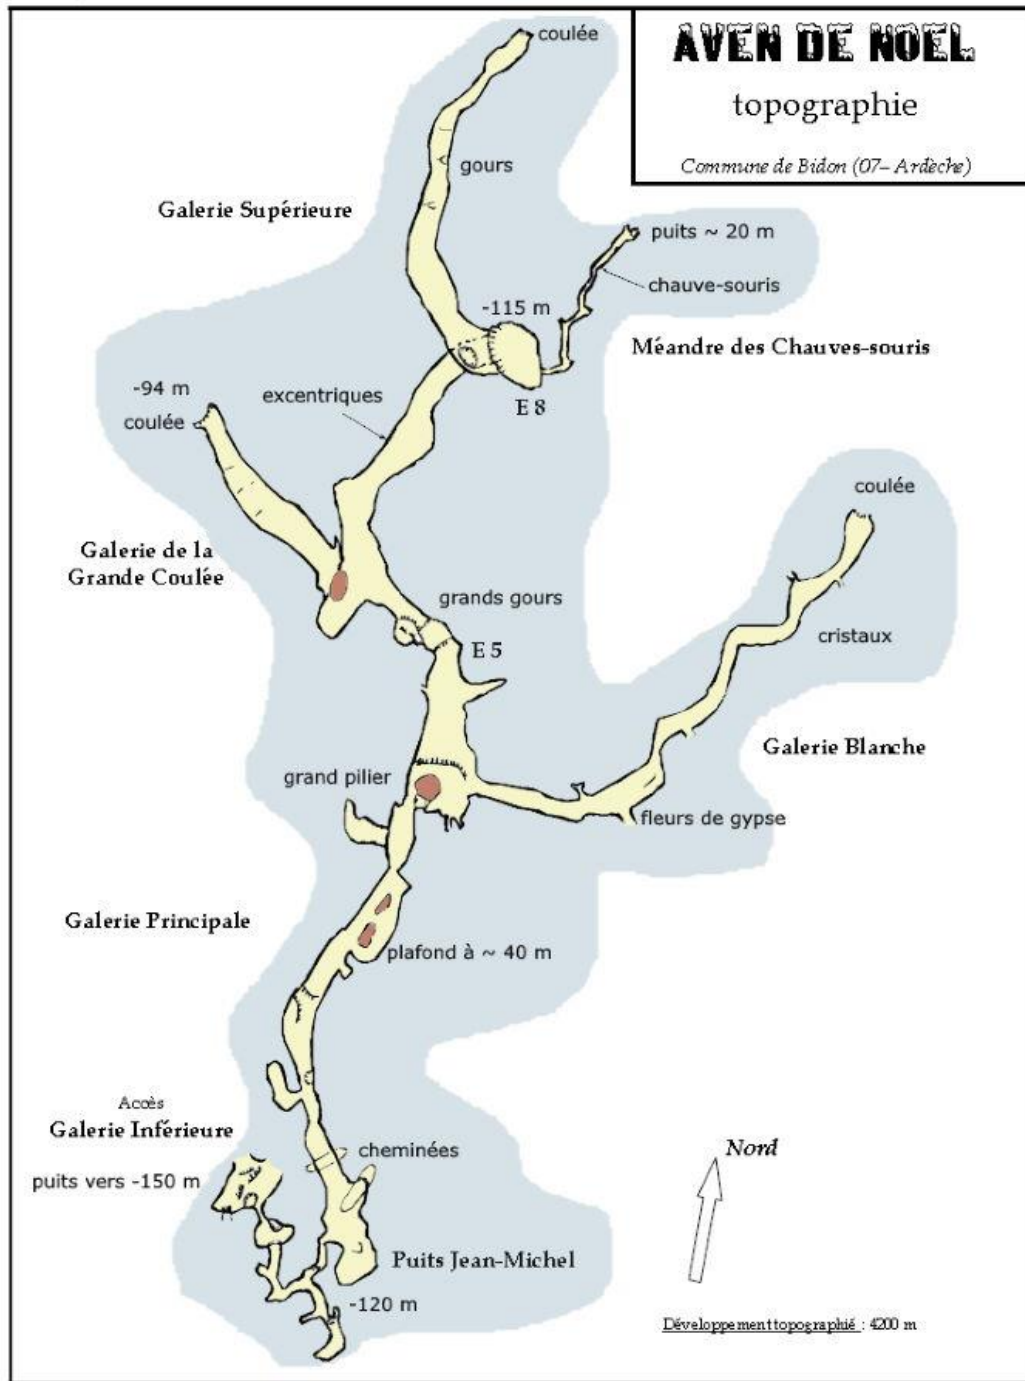 AVEN DE NOEL
topographie
Commune de Bidon (07– Ardèche)
coulée
gours
Galerie Supérieure
puits ~ 20 m
chauve-souris
-115 m
Méandre des Chauves-souris
-94 m
excentriques
coulée
E 8
coulée
Galerie de la
Grande Coulée
grands gours
cristaux
E 5
Galerie Blanche
grand pilier
fleurs de gypse
Galerie Principale
plafond à ~ 40 m
Accès
Galerie Inférieure
cheminées
Nord
puits vers -150 m
Puits Jean-Michel
-120 m
Développement topographié : 4200 m